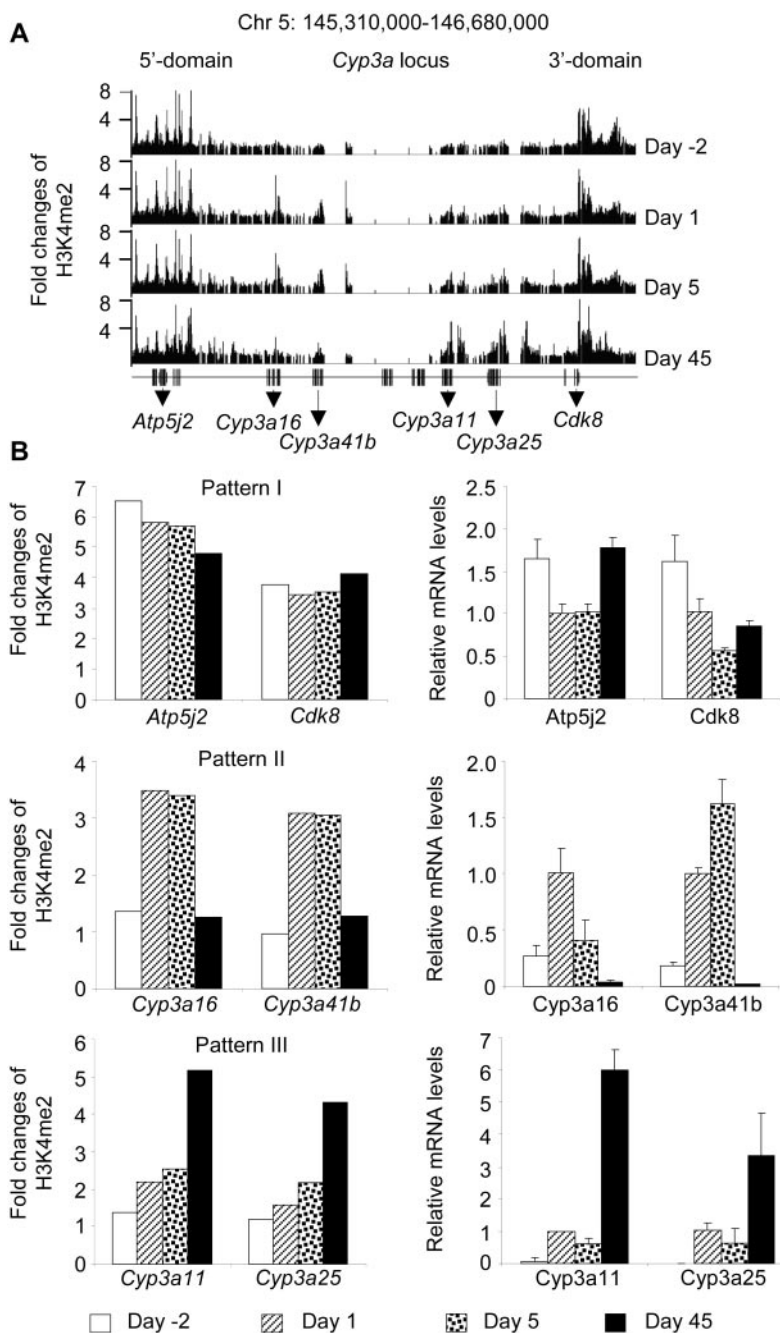 A
Chr 5: 145,310,000-146,680,000
5'-domain Cyp3a locus 3'-domain
Fold changes of
H3K4me2
8
4
Day -2
8
4
Day 1
8
4
Day 5
8
4
Day 45
Atp5j2 Cyp3a16 Cyp3a41b Cyp3a11 Cyp3a25 Cdk8
B
Pattern I
Fold changes of
H3K4me2
7
6
5
4
3
2
1
0
Atp5j2 Cdk8
Relative mRNA levels
2.5
2.0
1.5
1.0
0.5
0
Atp5j2 Cdk8
Pattern II
Fold changes of
H3K4me2
4
3
2
1
0
Cyp3a16 Cyp3a41b
Relative mRNA levels
2.0
1.5
1.0
0.5
0
Cyp3a16 Cyp3a41b
Pattern III
Fold changes of
H3K4me2
6
5
4
3
2
1
0
Cyp3a11 Cyp3a25
Relative mRNA levels
7
6
5
4
3
2
1
0
Cyp3a11 Cyp3a25
Day -2 Day 1 Day 5 Day 45